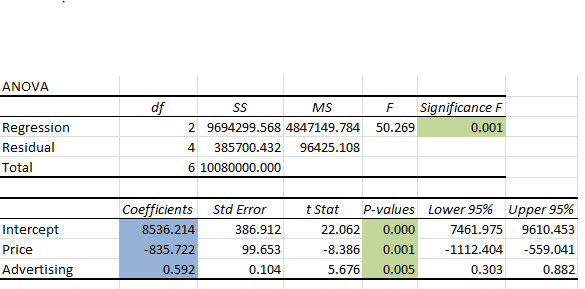 ANOVA
df SS MS F Significance F
Regression 2 9694299.568 4847149.784 50.269 0.001
Residual 4 385700.432 96425.108
Total 6 10080000.000
Coefficients Std Error t Stat P-values Lower 95% Upper 95%
Intercept 8536.214 386.912 22.062 0.000 7461.975 9610.453
Price -835.722 99.653 -8.386 0.001 -1112.404 -559.041
Advertising 0.592 0.104 5.676 0.005 0.303 0.882